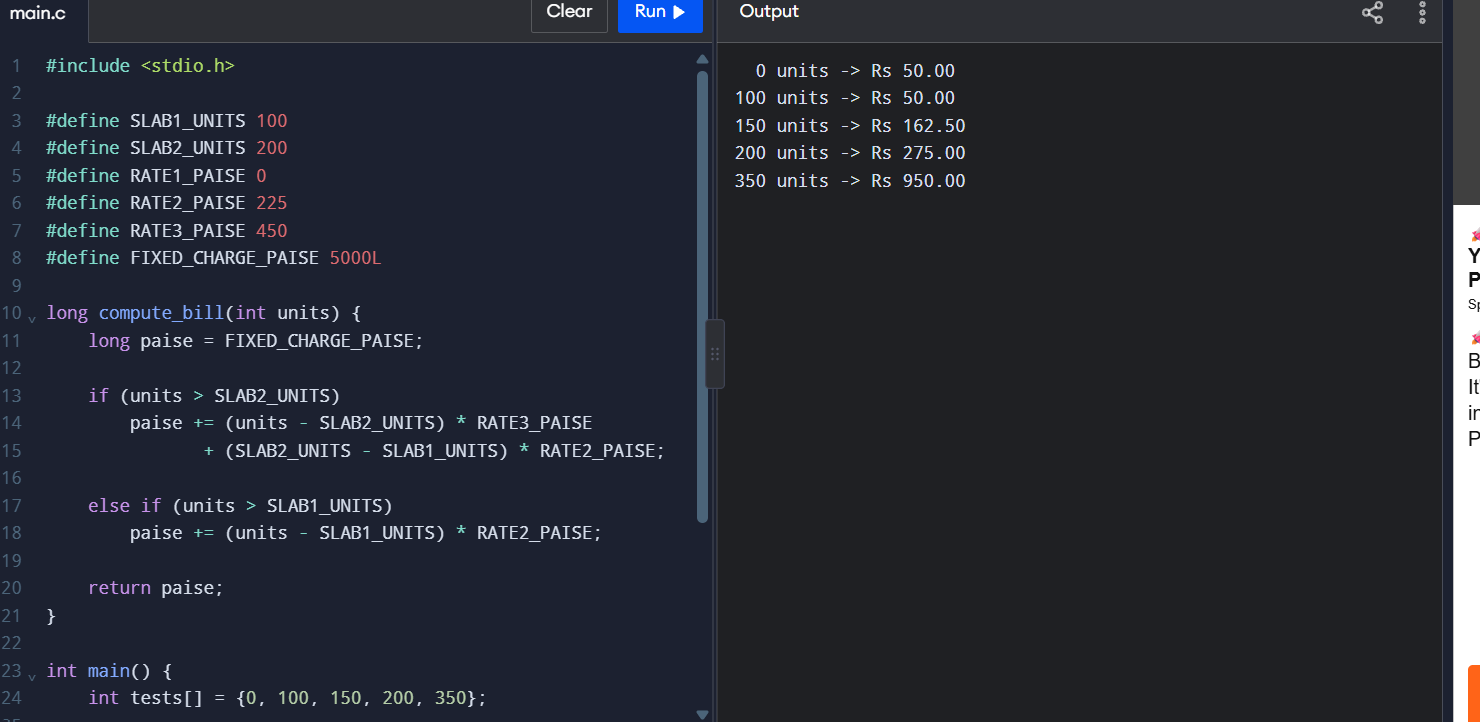 main.c
Clear
Run
Output
1 #include <stdio.h>
2
3 #define SLAB1_UNITS 100
4 #define SLAB2_UNITS 200
5 #define RATE1_PAISE 0
6 #define RATE2_PAISE 225
7 #define RATE3_PAISE 450
8 #define FIXED_CHARGE_PAISE 5000L
9
10 long compute_bill(int units) {
11     long paise = FIXED_CHARGE_PAISE;
12
13     if (units > SLAB2_UNITS)
14         paise += (units - SLAB2_UNITS) * RATE3_PAISE
15                + (SLAB2_UNITS - SLAB1_UNITS) * RATE2_PAISE;
16
17     else if (units > SLAB1_UNITS)
18         paise += (units - SLAB1_UNITS) * RATE2_PAISE;
19
20     return paise;
21 }
22
23 int main() {
24     int tests[] = {0, 100, 150, 200, 350};
  0 units -> Rs 50.00
100 units -> Rs 50.00
150 units -> Rs 162.50
200 units -> Rs 275.00
350 units -> Rs 950.00
Y
P
Sp
B
It'
in
P